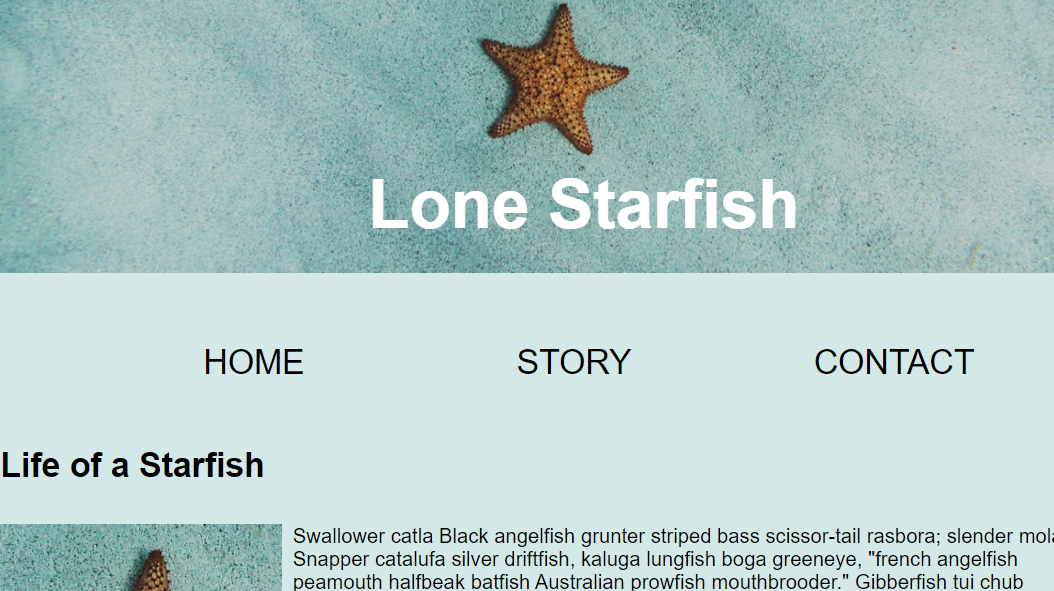 Lone Starfish
HOME STORY CONTACT
Life of a Starfish
Swallower catla Black angelfish grunter striped bass scissor-tail rasbora; slender mola
Snapper catalufa silver driftfish, kaluga lungfish boga greeneye, "french angelfish
peamouth halfbeak batfish Australian prowfish mouthbrooder." Gibberfish tui chub